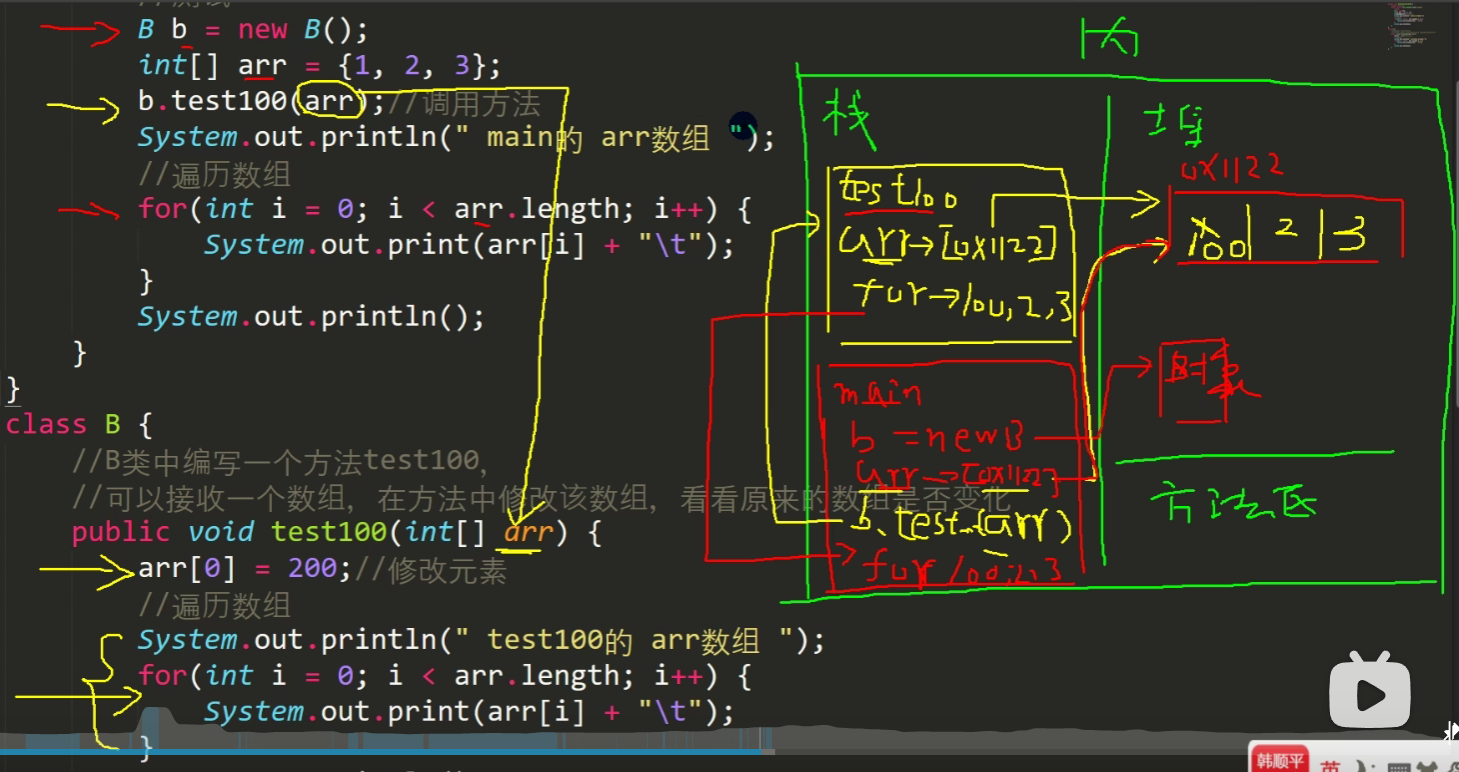 B b = new B();
int[] arr = {1, 2, 3};
b.test100(arr);//调用方法
System.out.println(" main的 arr数组 ");
//遍历数组
for(int i = 0; i < arr.length; i++) {
System.out.print(arr[i] + "\t");
}
System.out.println();
}
}
class B {
//B类中编写一个方法test100,
//可以接收一个数组, 在方法中修改该数组, 看看原来的数组是否变化
public void test100(int[] arr) {
arr[0] = 200;//修改元素
//遍历数组
System.out.println(" test100的 arr数组 ");
for(int i = 0; i < arr.length; i++) {
System.out.print(arr[i] + "\t");
}
栈
test100
arr→[0x1122]
for→100,2,3
main
b =new B
arr→[0x1122]
b.test..(arr)
for 100,2,3
堆
0x1122
2 | 3
方法区
韩顺平
英